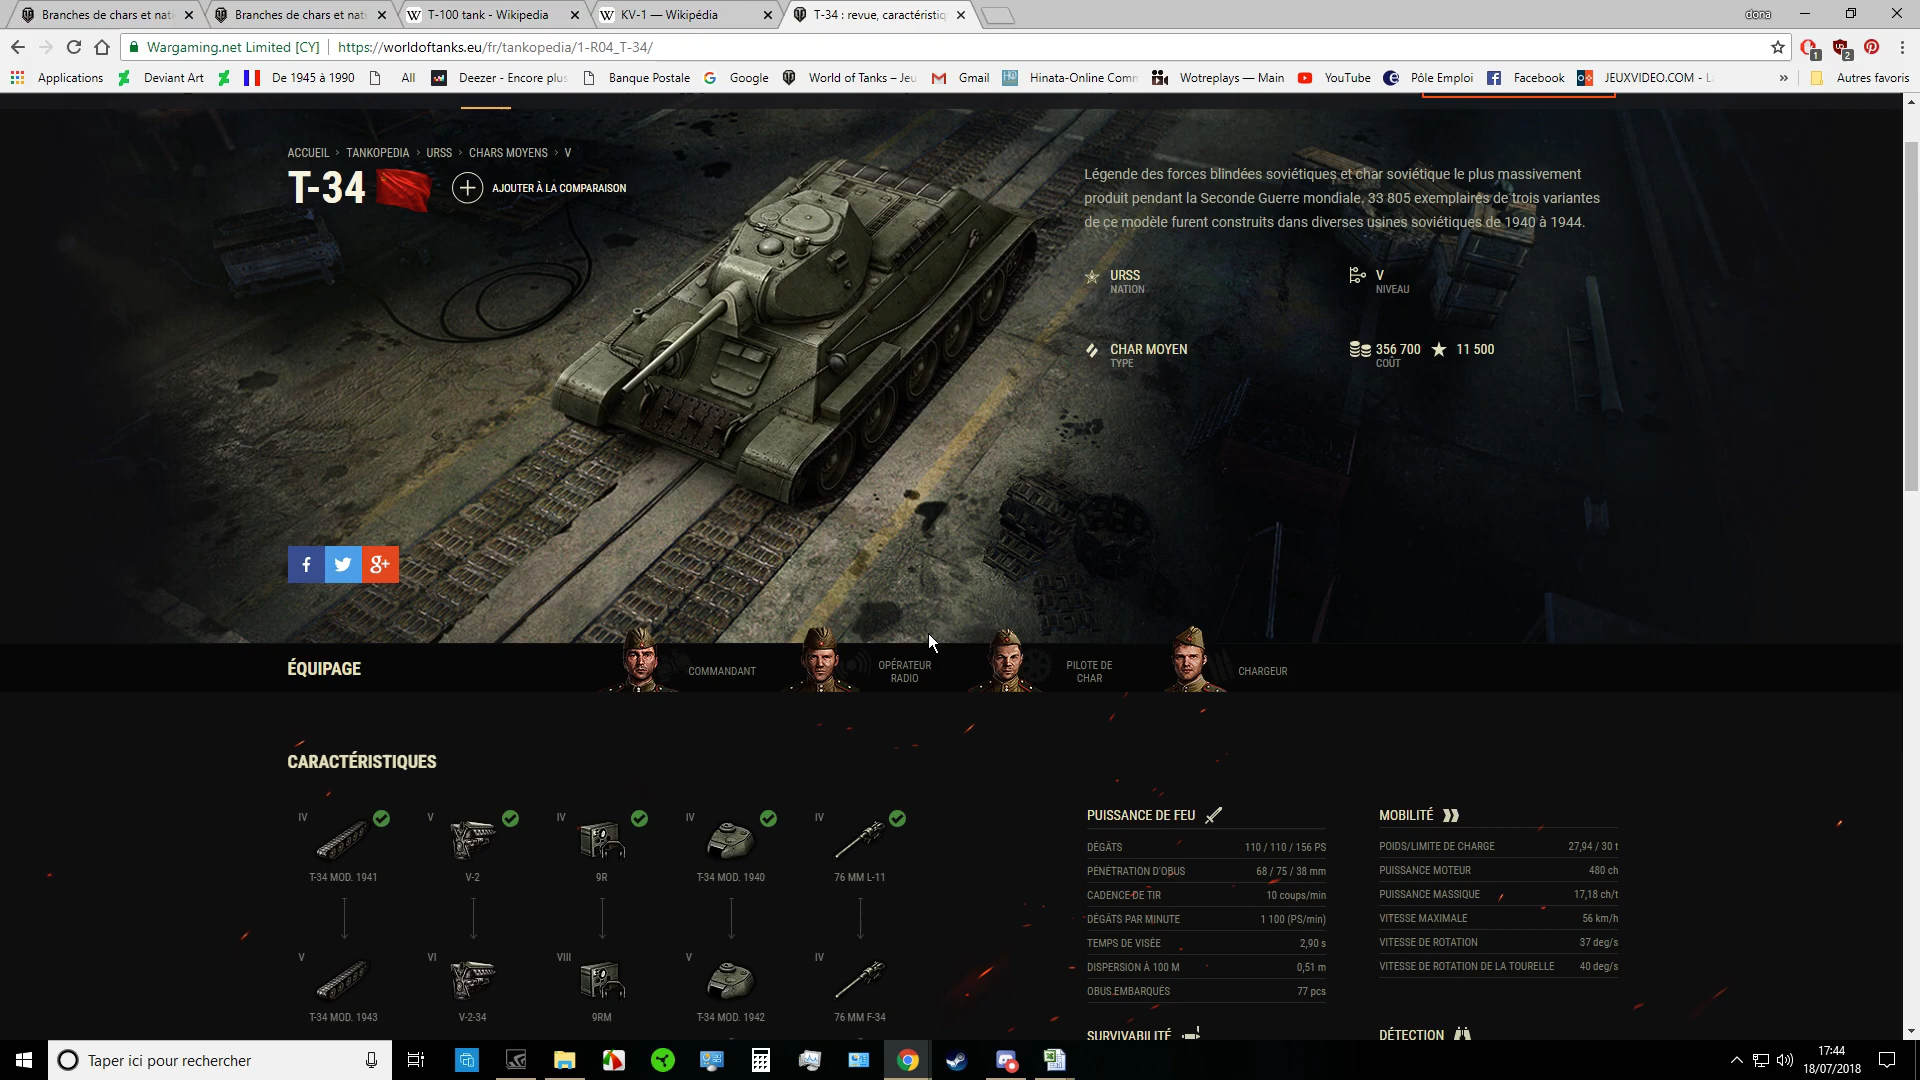 Branches de chars et nati
Branches de chars et nati
T-100 tank - Wikipedia
KV-1 — Wikipédia
T-34 : revue, caractéristiq
dona
Wargaming.net Limited [CY]
https://worldoftanks.eu/fr/tankopedia/1-R04_T-34/
Applications
Deviant Art
De 1945 à 1990
All
Deezer - Encore plus
Banque Postale
Google
World of Tanks – Jeu
Gmail
Hinata-Online Comm
Wotreplays — Main
YouTube
Pôle Emploi
Facebook
JEUXVIDEO.COM - L
»
Autres favoris
ACCUEIL > TANKOPEDIA > URSS > CHARS MOYENS > V
T-34
AJOUTER À LA COMPARAISON
Légende des forces blindées soviétiques et char soviétique le plus massivement
produit pendant la Seconde Guerre mondiale. 33 805 exemplaires de trois variantes
de ce modèle furent construits dans diverses usines soviétiques de 1940 à 1944.
URSS
NATION
V
NIVEAU
CHAR MOYEN
TYPE
356 700
11 500
COÛT
f
g+
ÉQUIPAGE
COMMANDANT
OPÉRATEUR
RADIO
PILOTE DE
CHAR
CHARGEUR
CARACTÉRISTIQUES
IV
T-34 MOD. 1941
V
V-2
IV
9R
IV
T-34 MOD. 1940
IV
76 MM L-11
V
T-34 MOD. 1943
VI
V-2-34
VIII
9RM
V
T-34 MOD. 1942
IV
76 MM F-34
PUISSANCE DE FEU
DÉGÂTS 110 / 110 / 156 PS
PÉNÉTRATION D'OBUS 68 / 75 / 38 mm
CADENCE DE TIR 10 coups/min
DÉGÂTS PAR MINUTE 1 100 (PS/min)
TEMPS DE VISÉE 2,90 s
DISPERSION À 100 M 0,51 m
OBUS EMBARQUÉS 77 pcs
SURVIVABILITÉ
MOBILITÉ
POIDS/LIMITE DE CHARGE 27,94 / 30 t
PUISSANCE MOTEUR 480 ch
PUISSANCE MASSIQUE 17,18 ch/t
VITESSE MAXIMALE 56 km/h
VITESSE DE ROTATION 37 deg/s
VITESSE DE ROTATION DE LA TOURELLE 40 deg/s
DÉTECTION
Taper ici pour rechercher
17:44
18/07/2018